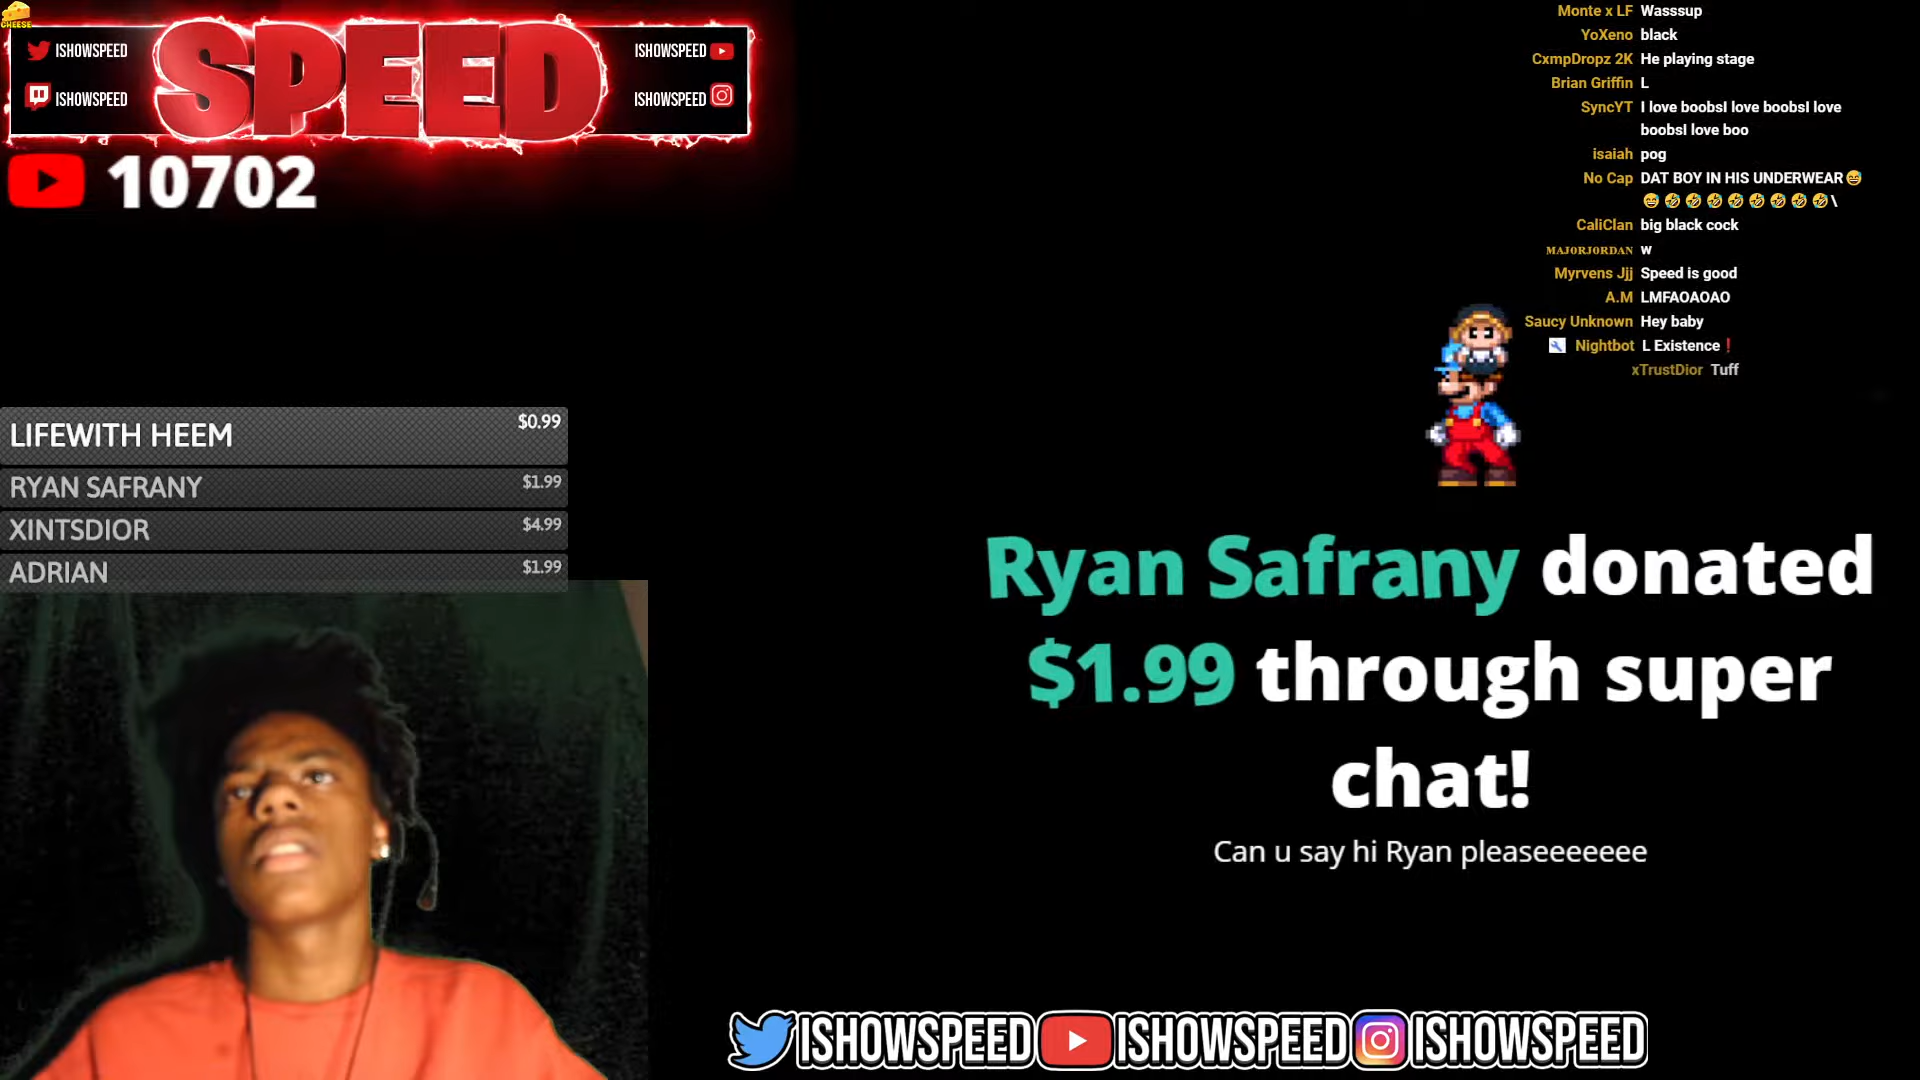 CHEESE
ISHOWSPEED
SPEED
ISHOWSPEED
ISHOWSPEED
ISHOWSPEED
10702
Monte x LF Wasssup
YoXeno black
CxmpDropz 2K He playing stage
Brian Griffin L
SyncYT I love boobsI love boobsI love
boobsI love boo
isaiah pog
No Cap DAT BOY IN HIS UNDERWEAR😅
😅🤣🤣🤣🤣🤣🤣🤣🤣\
CaliClan big black cock
ᴍᴀᴊᴏʀᴊᴏʀᴅᴀɴ w
Myrvens Jjj Speed is good
A.M LMFAOAOAO
Saucy Unknown Hey baby
Nightbot L Existence❗
xTrustDior Tuff
LIFEWITH HEEM $0.99
RYAN SAFRANY $1.99
XINTSDIOR $4.99
ADRIAN $1.99
Ryan Safrany donated
$1.99 through super
chat!
Can u say hi Ryan pleaseeeeeee
ISHOWSPEED ISHOWSPEED ISHOWSPEED